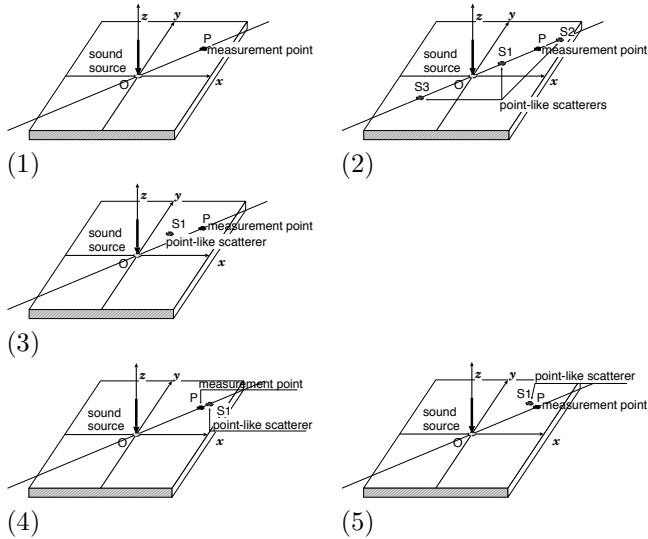 z
y
P
measurement point
sound
source
O
x
(1)
z
y
S2
P
S1
measurement point
sound
source
O
x
S3
point-like scatterers
(2)
z
y
P
S1
measurement point
sound
source
point-like scatterer
O
x
(3)
z
y
measurement point
P
S1
sound
source
O
point-like scatterer
x
(4)
point-like scatterer
z
y
S1
P
measurement point
sound
source
O
x
(5)